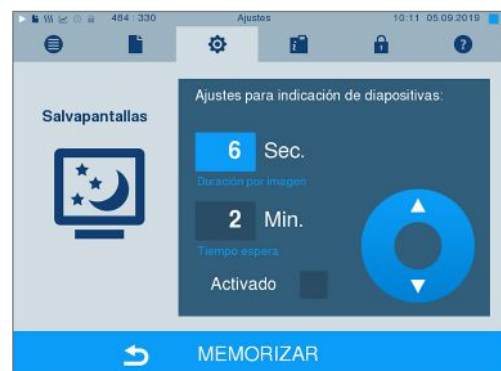 484 : 330 Ajustes 10:11 05.09.2019
Salvapantallas
Ajustes para indicación de diapositivas:
6 Sec.
Duración por imagen
2 Min.
Tiempo espera
Activado
MEMORIZAR